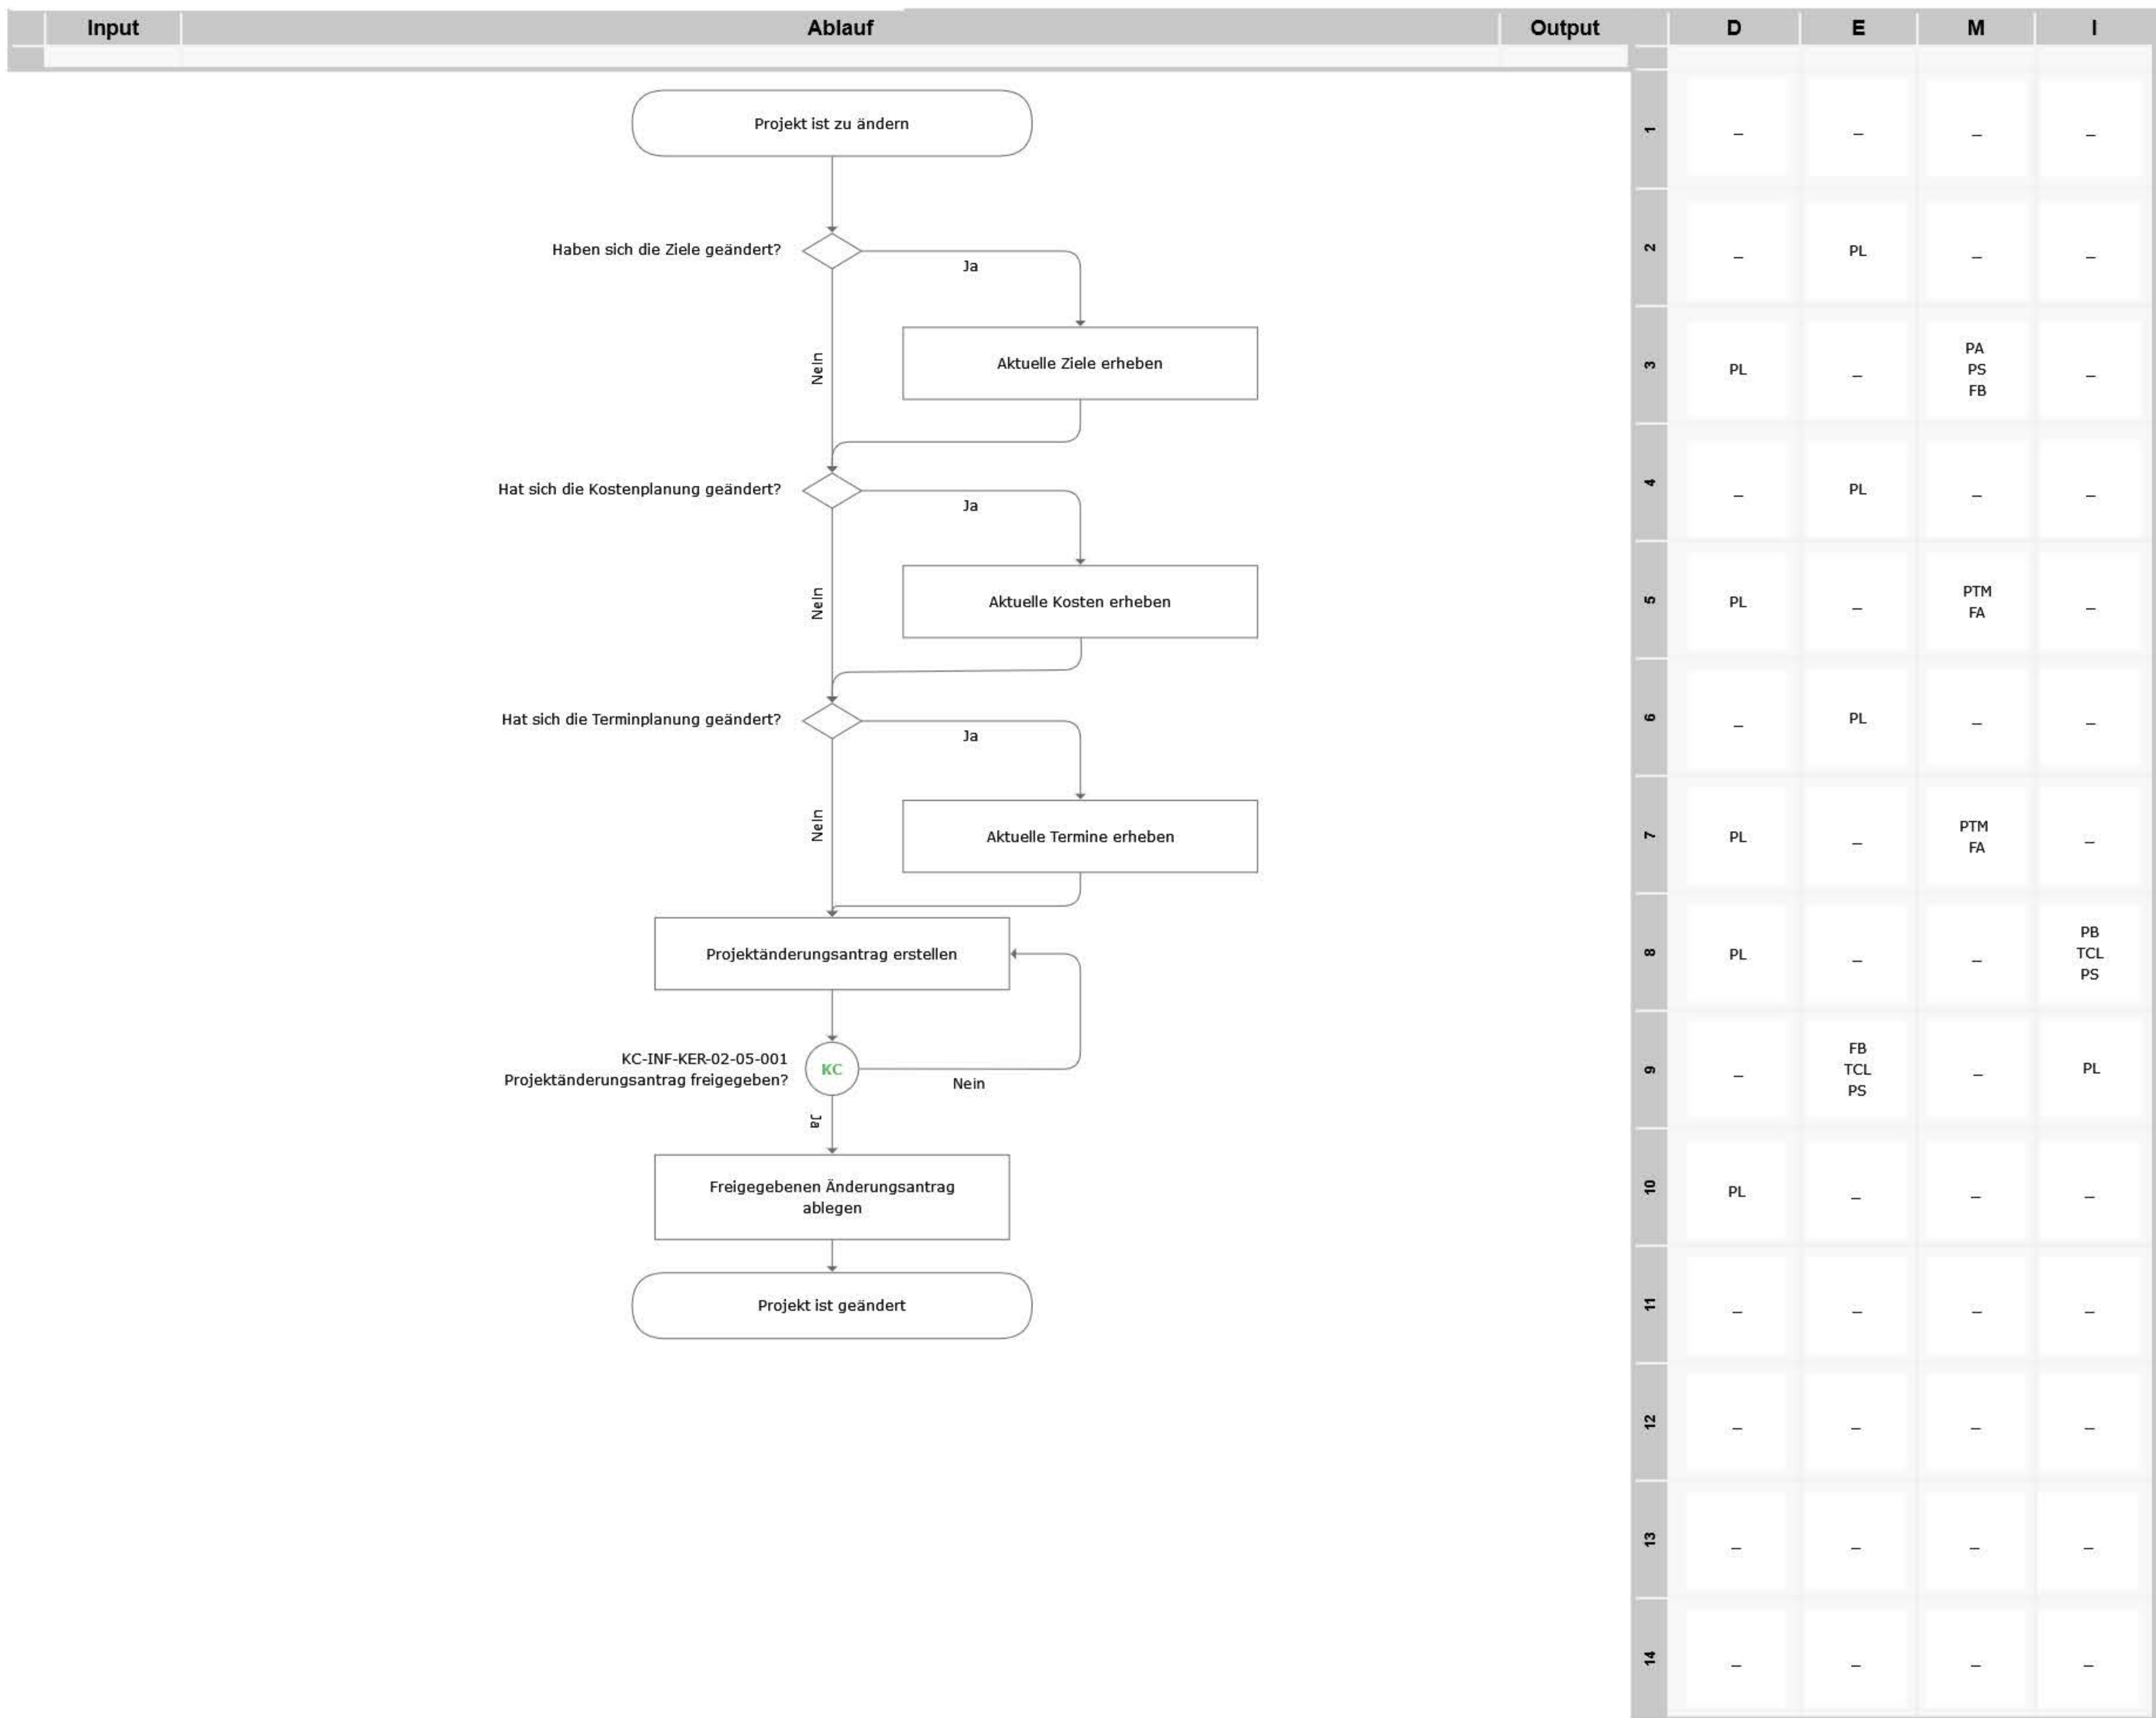 Input Ablauf Output D E M I
Projekt ist zu ändern
1 _ _ _ _
Haben sich die Ziele geändert?
Ja
2 _ PL _ _
Nein
Aktuelle Ziele erheben
3 PL _ PA _
PS
FB
Hat sich die Kostenplanung geändert?
Ja
4 _ PL _ _
Nein
Aktuelle Kosten erheben
5 PL _ PTM _
FA
Hat sich die Terminplanung geändert?
Ja
6 _ PL _ _
Nein
Aktuelle Termine erheben
7 PL _ PTM _
FA
Projektänderungsantrag erstellen
8 PL _ _ PB
TCL
PS
KC-INF-KER-02-05-001
Projektänderungsantrag freigegeben?
KC
Nein
Ja
9 _ FB _ PL
TCL
PS
Freigegebenen Änderungsantrag
ablegen
10 PL _ _ _
Projekt ist geändert
11 _ _ _ _
12 _ _ _ _
13 _ _ _ _
14 _ _ _ _